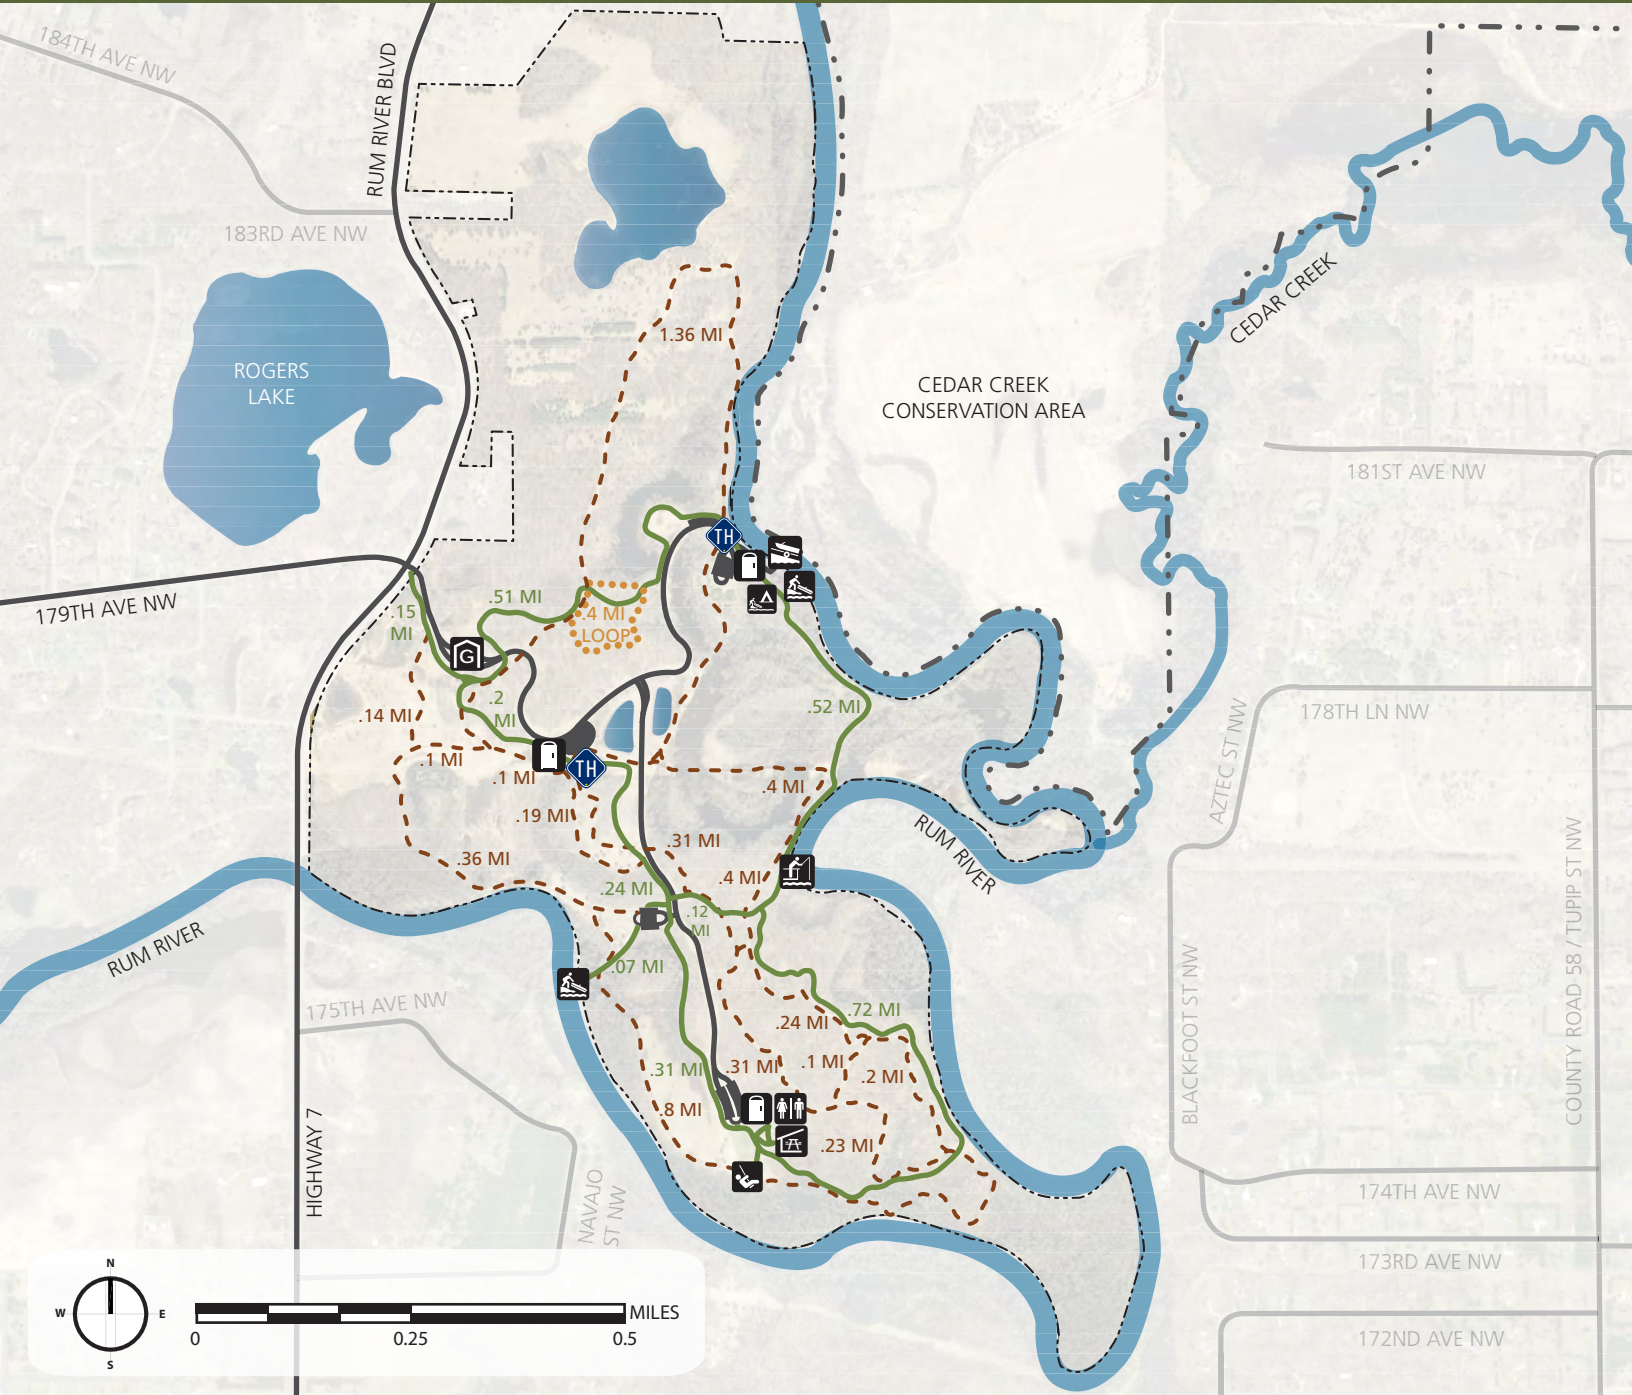 184TH AVE NW
RUM RIVER BLVD
183RD AVE NW
CEDAR CREEK
1.36 MI
ROGERS
LAKE
CEDAR CREEK
CONSERVATION AREA
181ST AVE NW
TH
179TH AVE NW
.15
MI
.51 MI
.4 MI
LOOP
G
.2
MI
.14 MI
.52 MI
178TH LN NW
AZTEC ST NW
.1 MI
.1 MI
TH
.4 MI
.19 MI
.31 MI
RUM RIVER
.36 MI
.4 MI
.24 MI
.12
MI
RUM RIVER
.07 MI
175TH AVE NW
.72 MI
.24 MI
BLACKFOOT ST NW
COUNTY ROAD 58 / TUPIP ST NW
.31 MI
.31 MI
.1 MI
.2 MI
.8 MI
.23 MI
HIGHWAY 7
NAVAJO
ST NW
174TH AVE NW
173RD AVE NW
172ND AVE NW
N
W
E
S
MILES
0
0.25
0.5